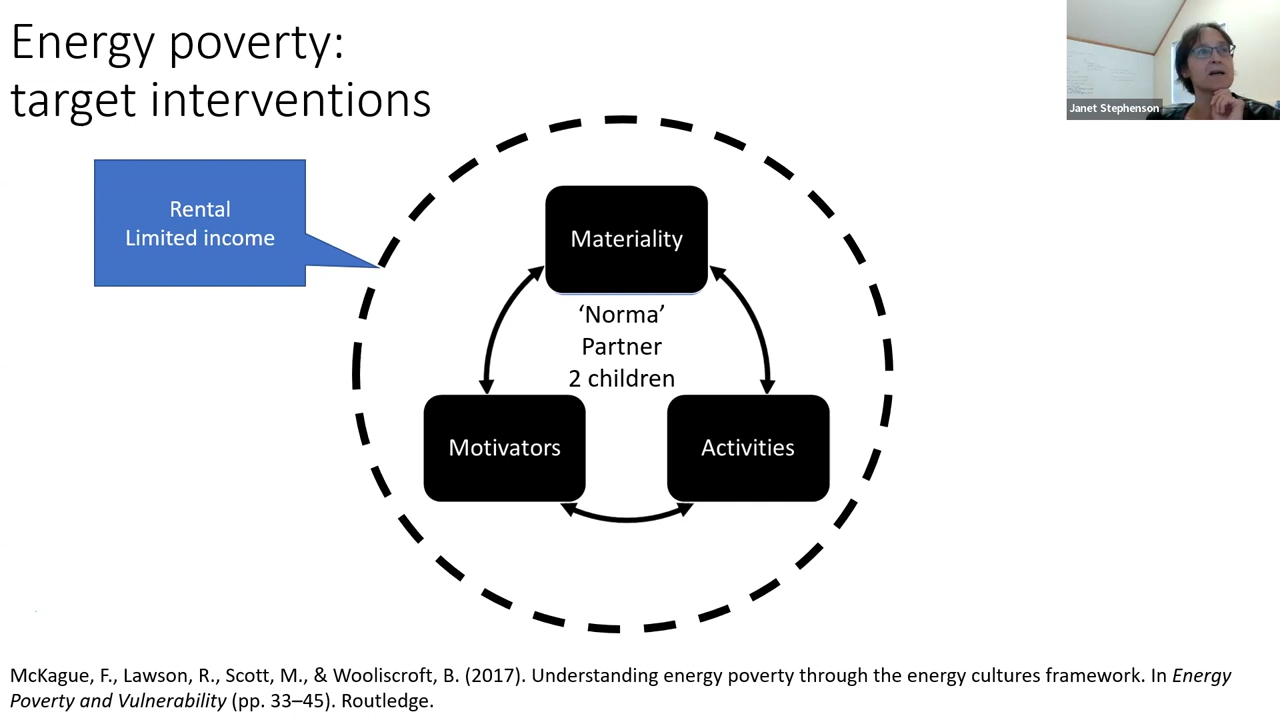 Energy poverty:
target interventions
Janet Stephenson
Rental
Limited income
Materiality
‘Norma’
Partner
2 children
Motivators
Activities
McKague, F., Lawson, R., Scott, M., & Wooliscroft, B. (2017). Understanding energy poverty through the energy cultures framework. In Energy
Poverty and Vulnerability (pp. 33–45). Routledge.